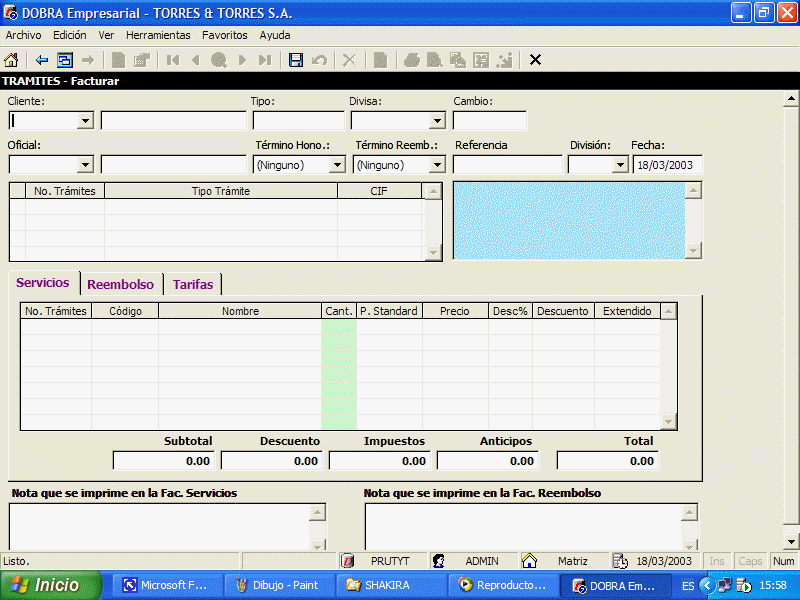 DOBRA Empresarial - TORRES & TORRES S.A.
Archivo Edición Ver Herramientas Favoritos Ayuda
TRAMITES - Facturar
Cliente: Tipo: Divisa: Cambio:
Oficial: Término Hono.: Término Reemb.: Referencia División: Fecha:
(Ninguno) (Ninguno) 18/03/2003
No. Trámites Tipo Trámite CIF
Servicios Reembolso Tarifas
No. Trámites Código Nombre Cant. P. Standard Precio Desc% Descuento Extendido
Subtotal Descuento Impuestos Anticipos Total
0.00 0.00 0.00 0.00 0.00
Nota que se imprime en la Fac. Servicios Nota que se imprime en la Fac. Reembolso
Listo. PRUTYT ADMIN Matriz 18/03/2003 Ins Caps Num
Inicio Microsoft F... Dibujo - Paint SHAKIRA Reproducto... DOBRA Em... ES 15:58